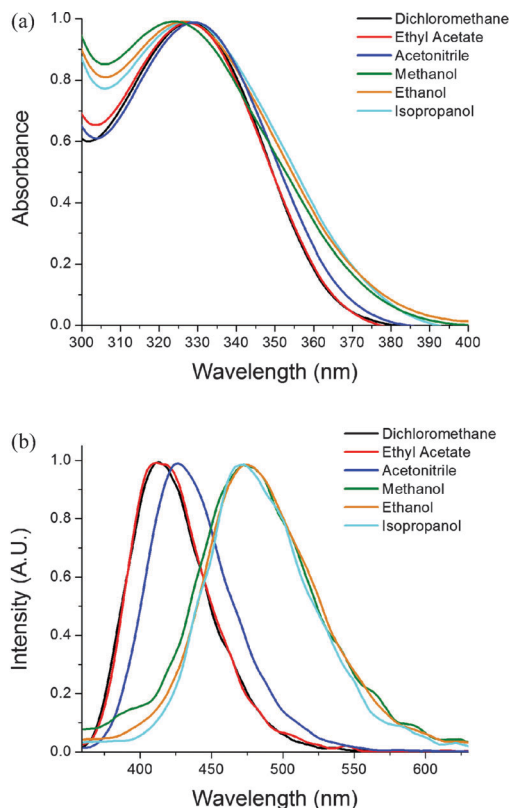 (a)
Dichloromethane
Ethyl Acetate
Acetonitrile
Methanol
Ethanol
Isopropanol
1.0
0.8
0.6
0.4
0.2
0.0
Absorbance
300 310 320 330 340 350 360 370 380 390 400
Wavelength (nm)
(b)
Dichloromethane
Ethyl Acetate
Acetonitrile
Methanol
Ethanol
Isopropanol
1.0
0.8
0.6
0.4
0.2
0.0
Intensity (A.U.)
400 450 500 550 600
Wavelength (nm)